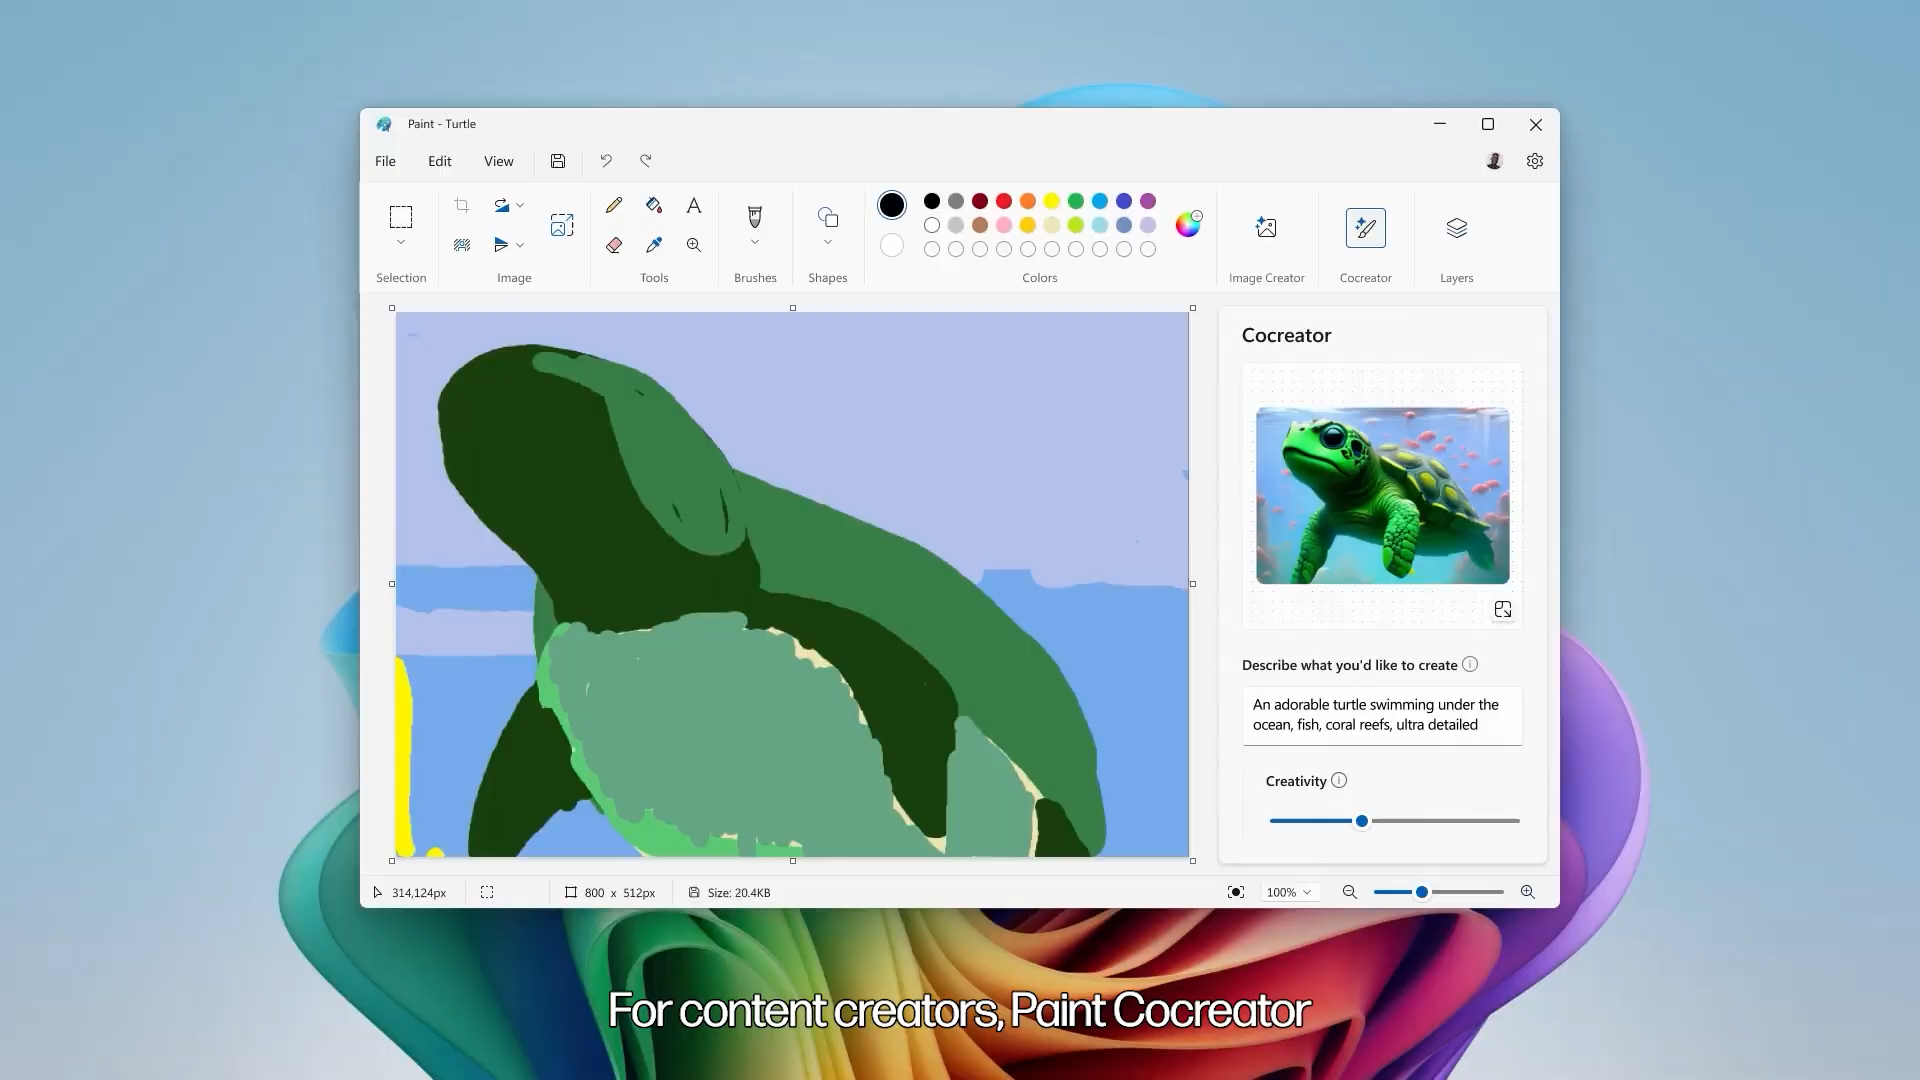 Paint - Turtle
File Edit View
Selection Image Tools Brushes Shapes Colors Image Creator Cocreator Layers
Cocreator
Describe what you'd like to create
An adorable turtle swimming under the
ocean, fish, coral reefs, ultra detailed
Creativity
314,124px 800 x 512px Size: 20.4KB 100%
For content creators, Paint Cocreator